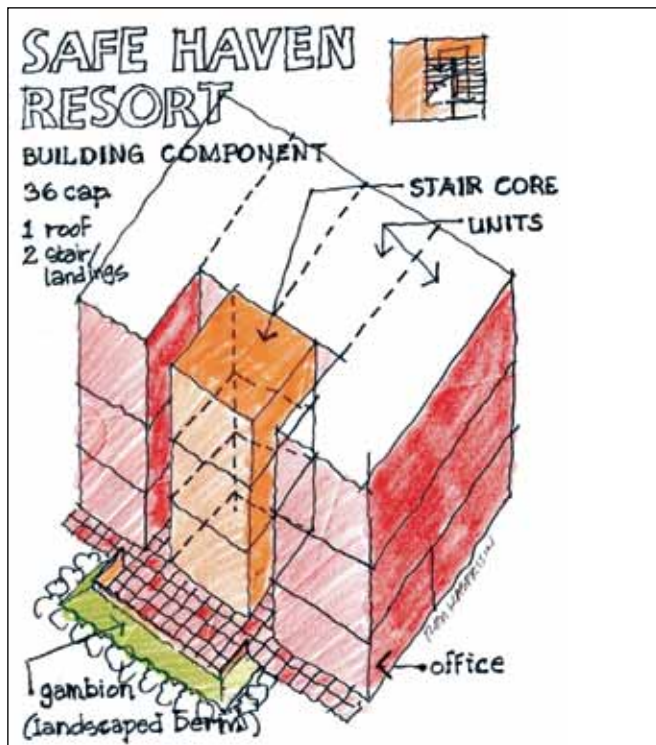 SAFE HAVEN
RESORT
BUILDING COMPONENT
36 cap.
1 roof
2 stair/
landings
STAIR CORE
UNITS
office
gambion
(landscaped berm)